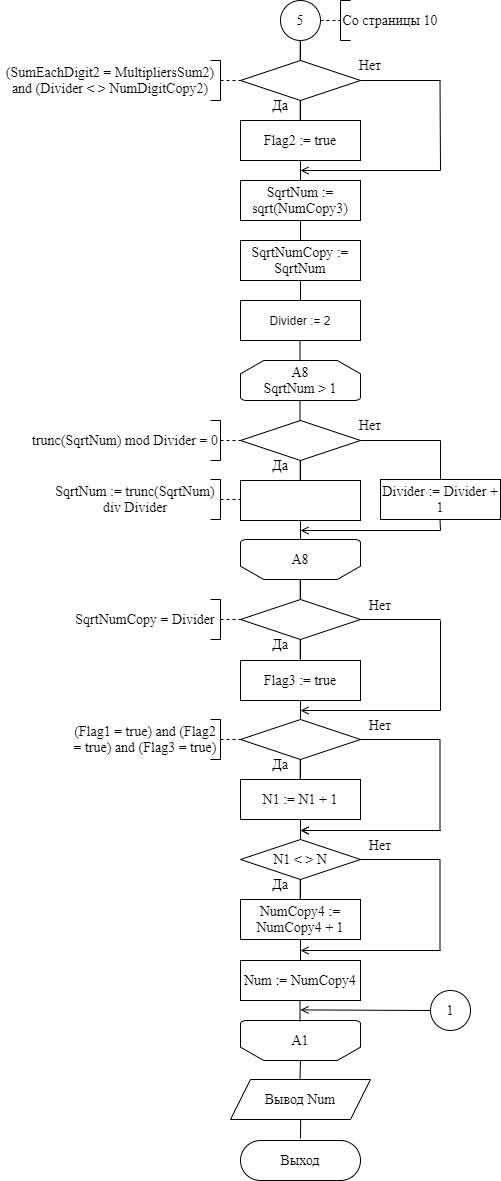 5
Со страницы 10
(SumEachDigit2 = MultipliersSum2)
and (Divider < > NumDigitCopy2)
Нет
Да
Flag2 := true
SqrtNum :=
sqrt(NumCopy3)
SqrtNumCopy :=
SqrtNum
Divider := 2
A8
SqrtNum > 1
trunc(SqrtNum) mod Divider = 0
Нет
Да
SqrtNum := trunc(SqrtNum)
div Divider
Divider := Divider +
1
A8
SqrtNumCopy = Divider
Нет
Да
Flag3 := true
(Flag1 = true) and (Flag2
= true) and (Flag3 = true)
Нет
Да
N1 := N1 + 1
N1 < > N
Нет
Да
NumCopy4 :=
NumCopy4 + 1
Num := NumCopy4
1
A1
Вывод Num
Выход